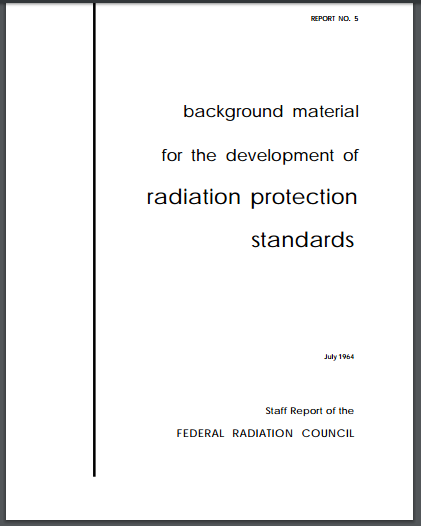 REPORT NO. 5
background material
for the development of
radiation protection
standards
July 1964
Staff Report of the
FEDERAL RADIATION COUNCIL